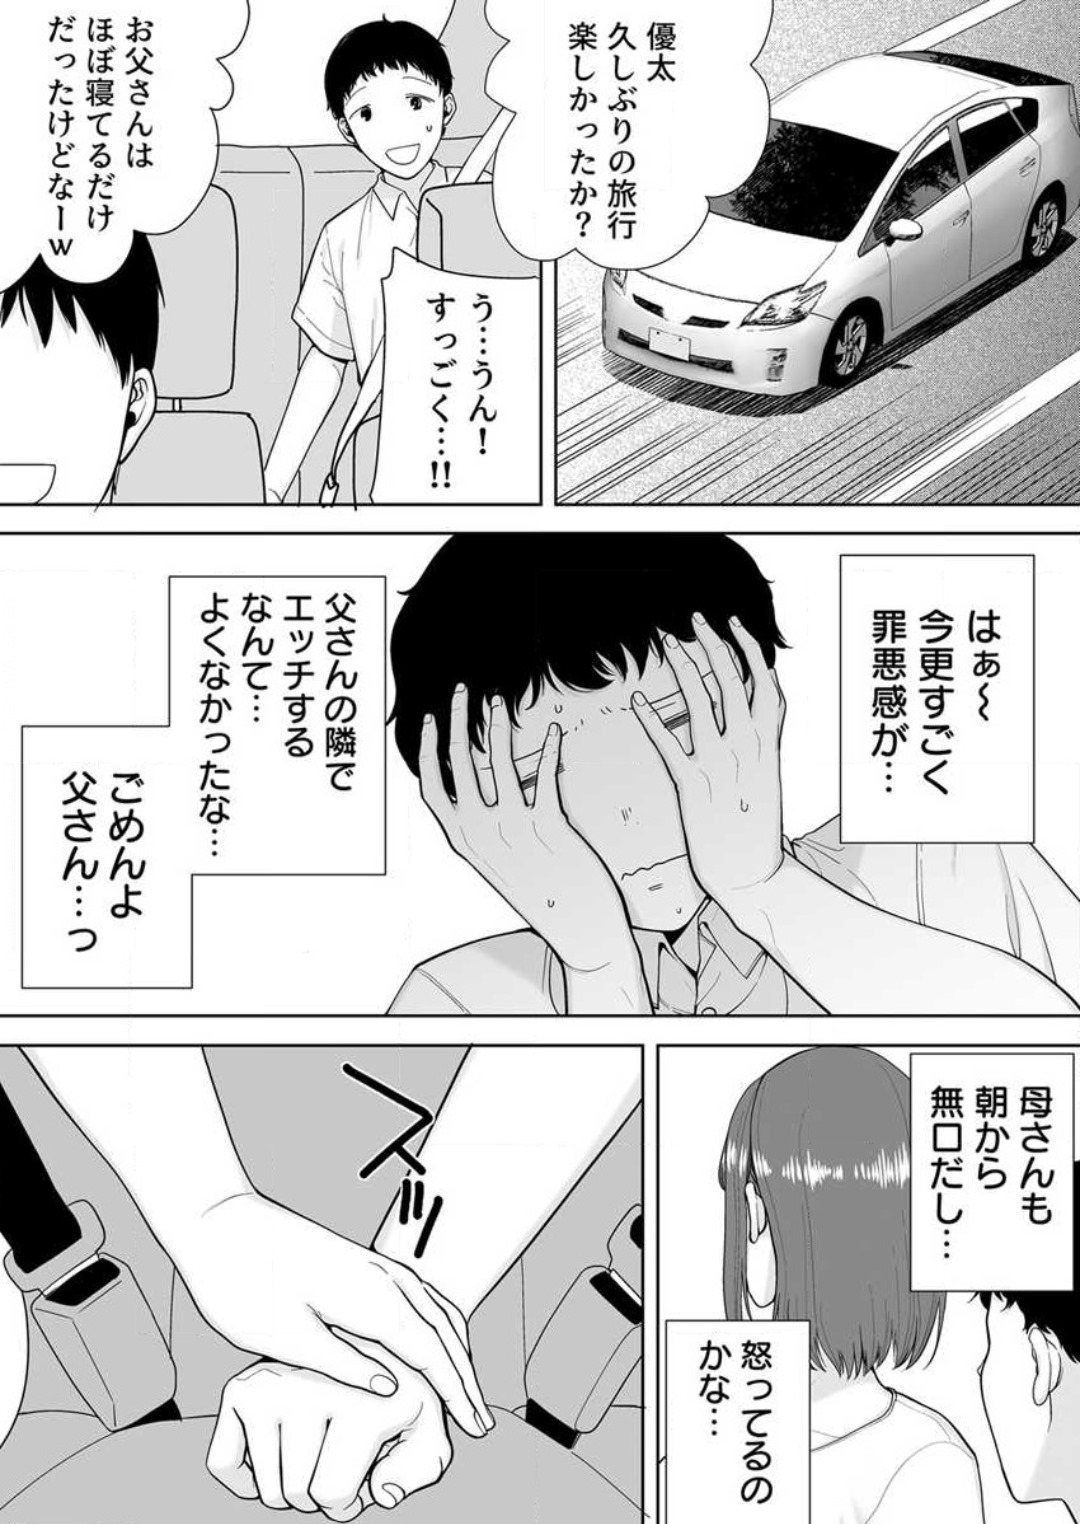 優太
久しぶりの旅行
楽しかったか?
う…うん!
すっごく…!!
お父さんは
ほぼ寝てるだけ
だったけどなーw
はぁ〜
今更すごく
罪悪感が…
父さんの隣で
エッチする
なんて…
よくなかったな…
ごめんよ
父さん…っ
母さんも
朝から
無口だし…
怒ってるの
かな…
スッ